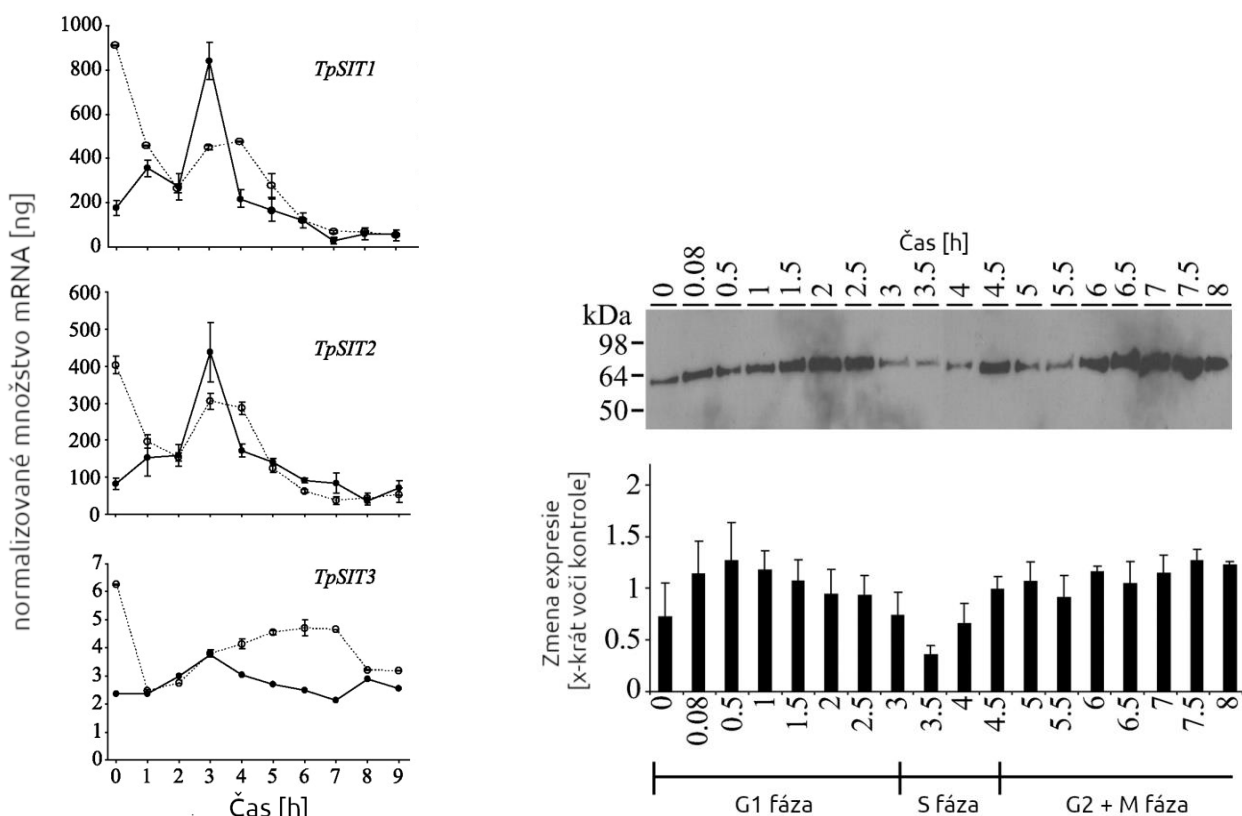 normalizované množstvo mRNA [ng]
1000
800
600
400
200
0
TpSIT1
600
500
400
300
200
100
0
TpSIT2
7
6
5
4
3
2
1
0
TpSIT3
0 1 2 3 4 5 6 7 8 9
Čas [h]
Čas [h]
0 0.08 0.5 1 1.5 2 2.5 3 3.5 4 4.5 5 5.5 6 6.5 7 7.5 8
kDa
98
64
50
Zmena expresie
[x-krát voči kontrole]
2
1.5
1
0.5
0
0 0.08 0.5 1 1.5 2 2.5 3 3.5 4 4.5 5 5.5 6 6.5 7 7.5 8
G1 fáza S fáza G2 + M fáza